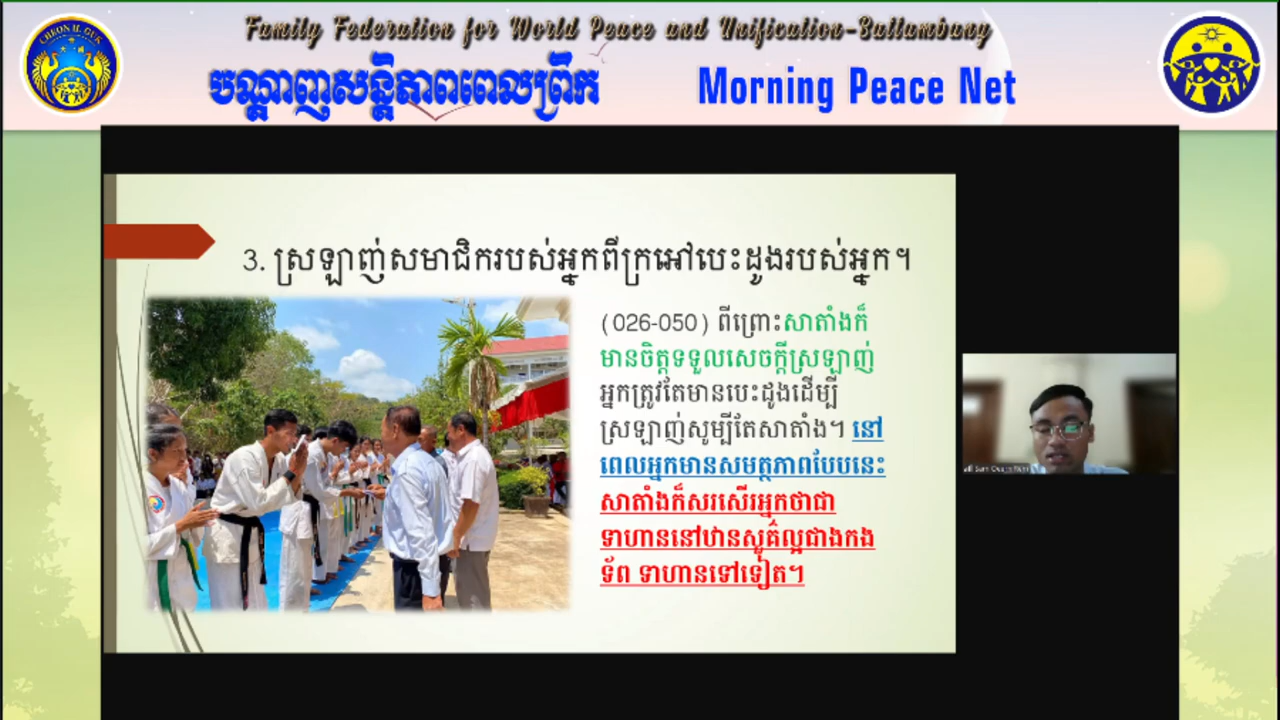 Family Federation for World Peace and Unification-Battambang
CHEON IL GUK
បណ្តាញសន្តិភាពពេលព្រឹក Morning Peace Net
3. ស្រឡាញ់សមាជិករបស់អ្នកពីក្រអៅបេះដូងរបស់អ្នក។
(026-050) ពីព្រោះសាតាំងក៏
មានចិត្តទទួលសេចក្តីស្រឡាញ់
អ្នកត្រូវតែមានបេះដូងដើម្បី
ស្រឡាញ់សូម្បីតែសាតាំង។ នៅ
ពេលអ្នកមានសមត្ថភាពបែបនេះ
សាតាំងក៏សរសើរអ្នកថាជា
ទាហាននៅឋានសួគ៌ល្អជាងកង
ទ័ព ទាហានទៅទៀត។